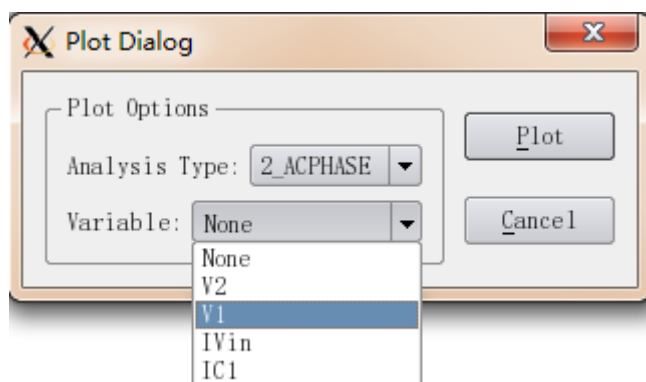 Plot Dialog
Plot Options
Analysis Type: 2_ACPHASE
Plot
Variable: None
Cancel
None
V2
V1
IVin
IC1